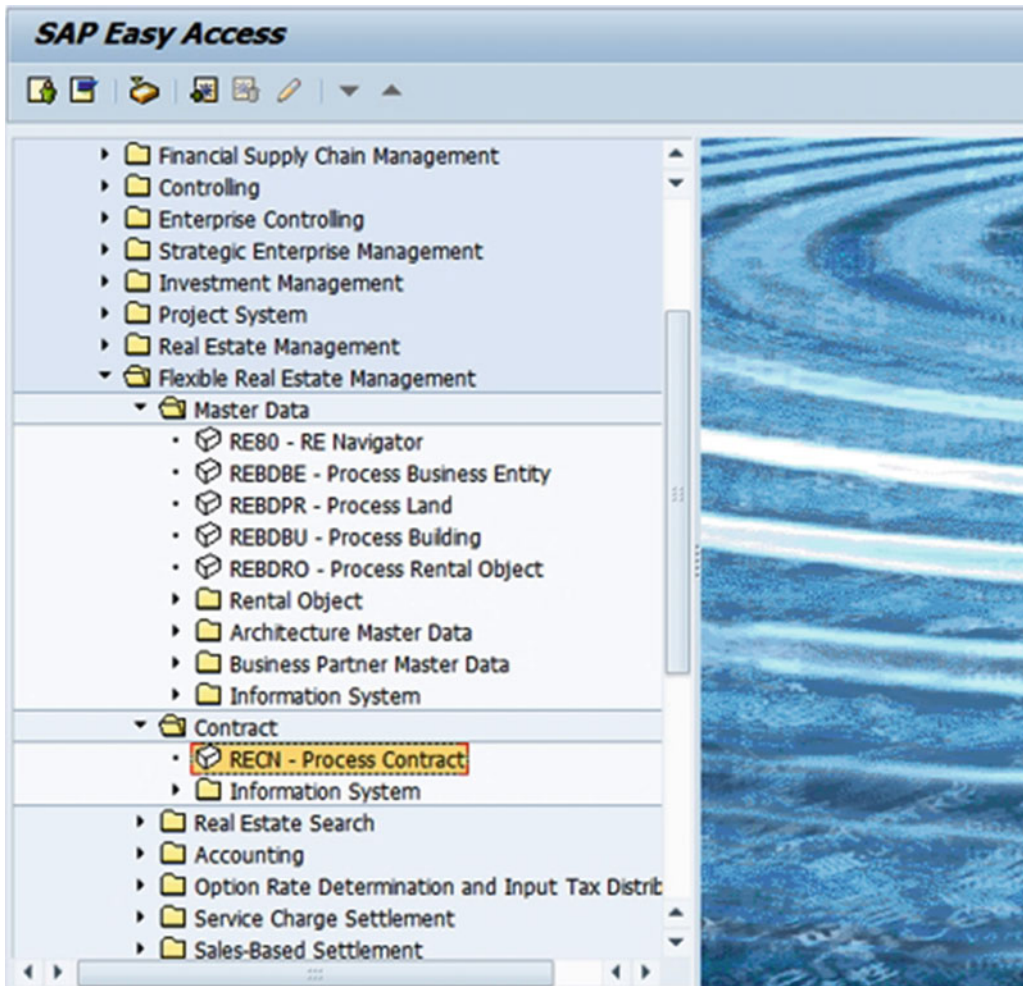 SAP Easy Access
Financial Supply Chain Management
Controlling
Enterprise Controlling
Strategic Enterprise Management
Investment Management
Project System
Real Estate Management
Flexible Real Estate Management
Master Data
RE80 - RE Navigator
REBDBE - Process Business Entity
REBDPR - Process Land
REBDBU - Process Building
REBDRO - Process Rental Object
Rental Object
Architecture Master Data
Business Partner Master Data
Information System
Contract
RECN - Process Contract
Information System
Real Estate Search
Accounting
Option Rate Determination and Input Tax Distrib
Service Charge Settlement
Sales-Based Settlement